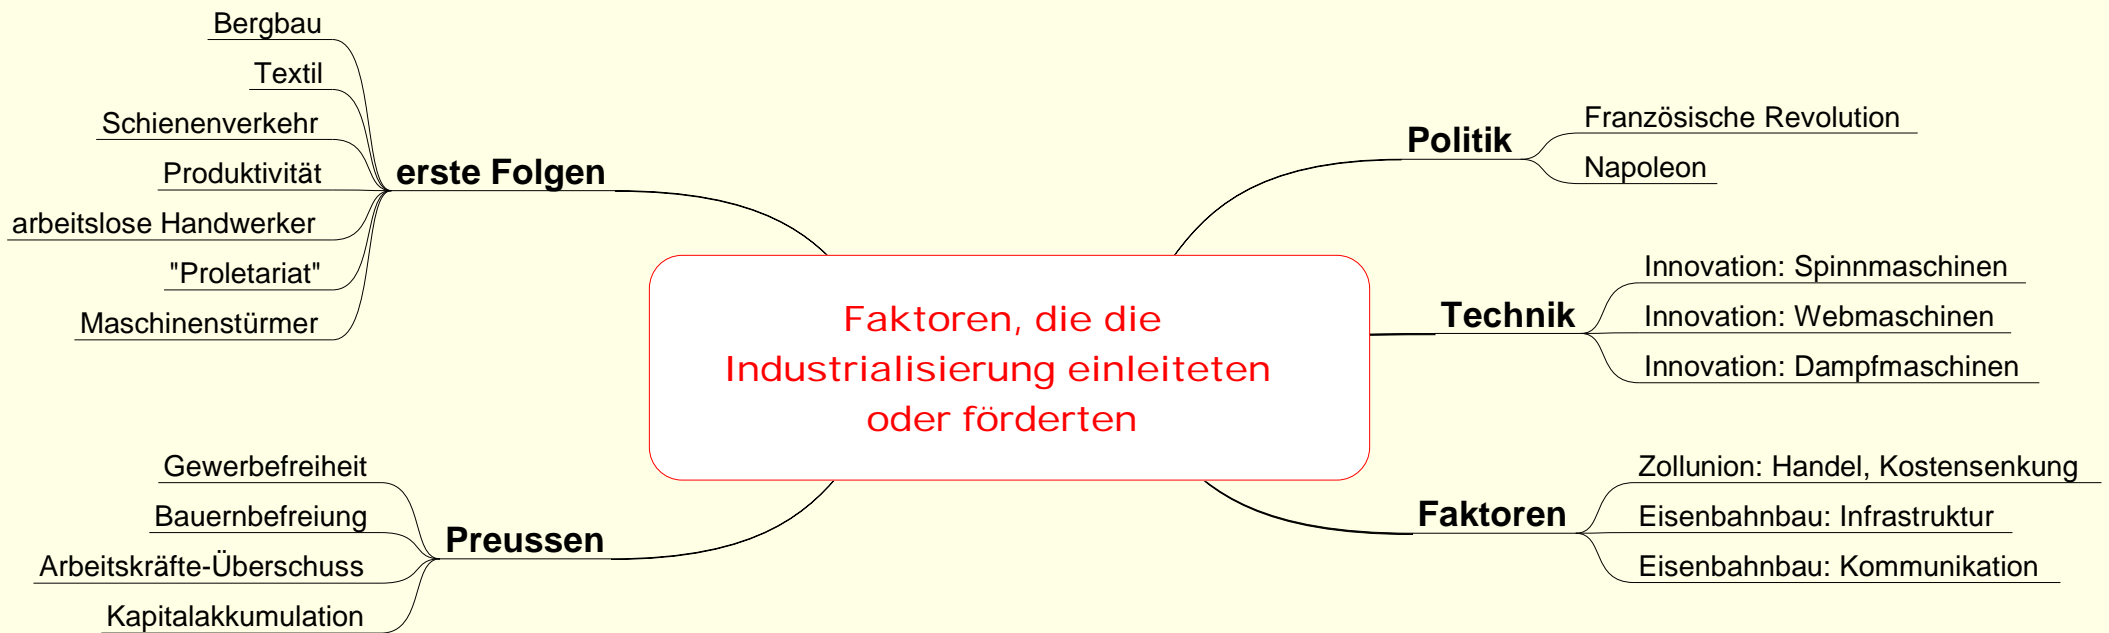 Faktoren, die die
Industrialisierung einleiteten
oder förderten
Politik
Französische Revolution
Napoleon
Technik
Innovation: Spinnmaschinen
Innovation: Webmaschinen
Innovation: Dampfmaschinen
Faktoren
Zollunion: Handel, Kostensenkung
Eisenbahnbau: Infrastruktur
Eisenbahnbau: Kommunikation
erste Folgen
Bergbau
Textil
Schienenverkehr
Produktivität
arbeitslose Handwerker
"Proletariat"
Maschinenstürmer
Preussen
Gewerbefreiheit
Bauernbefreiung
Arbeitskräfte-Überschuss
Kapitalakkumulation